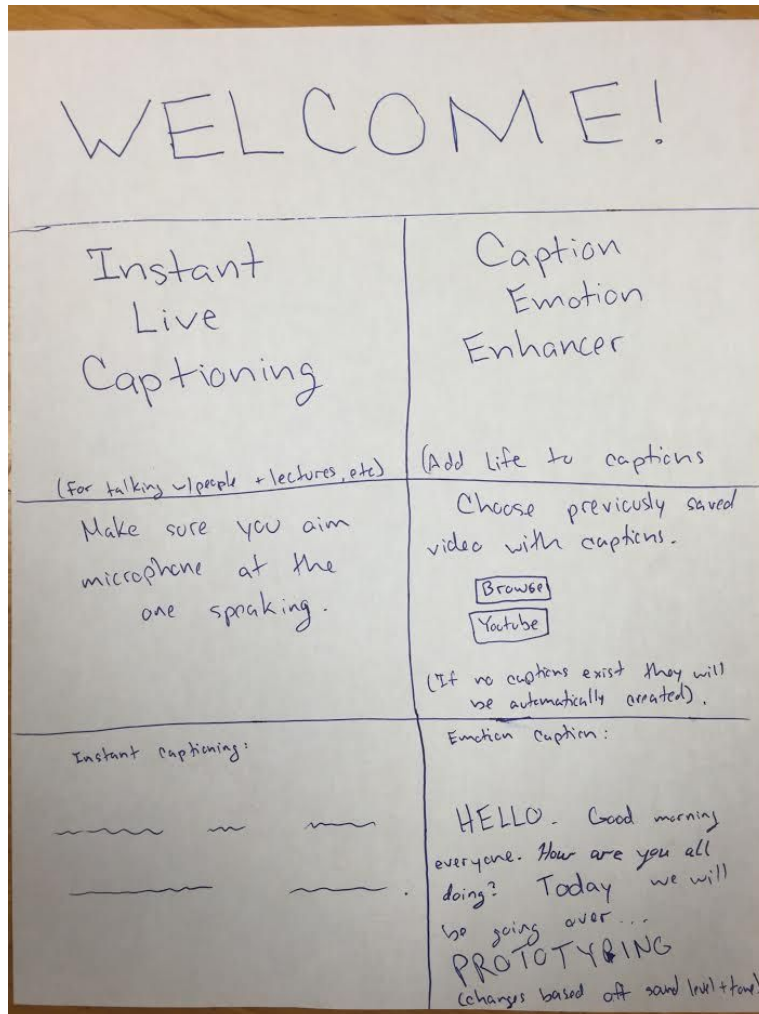 WELCOME!
Instant
Live
Captioning
(for talking w/people + lectures, etc)
Caption
Emotion
Enhancer
(Add Life to captions
Make sure you aim
microphone at the
one speaking.
Choose previously saved
video with captions.
Browse
Youtube
(If no captions exist they will
be automatically created).
Instant Captioning:
Emotion Caption:
HELLO. Good morning
everyone. How are you all
doing? Today we will
be going over...
PROTOTYPING
(changes based off sound level + tone)